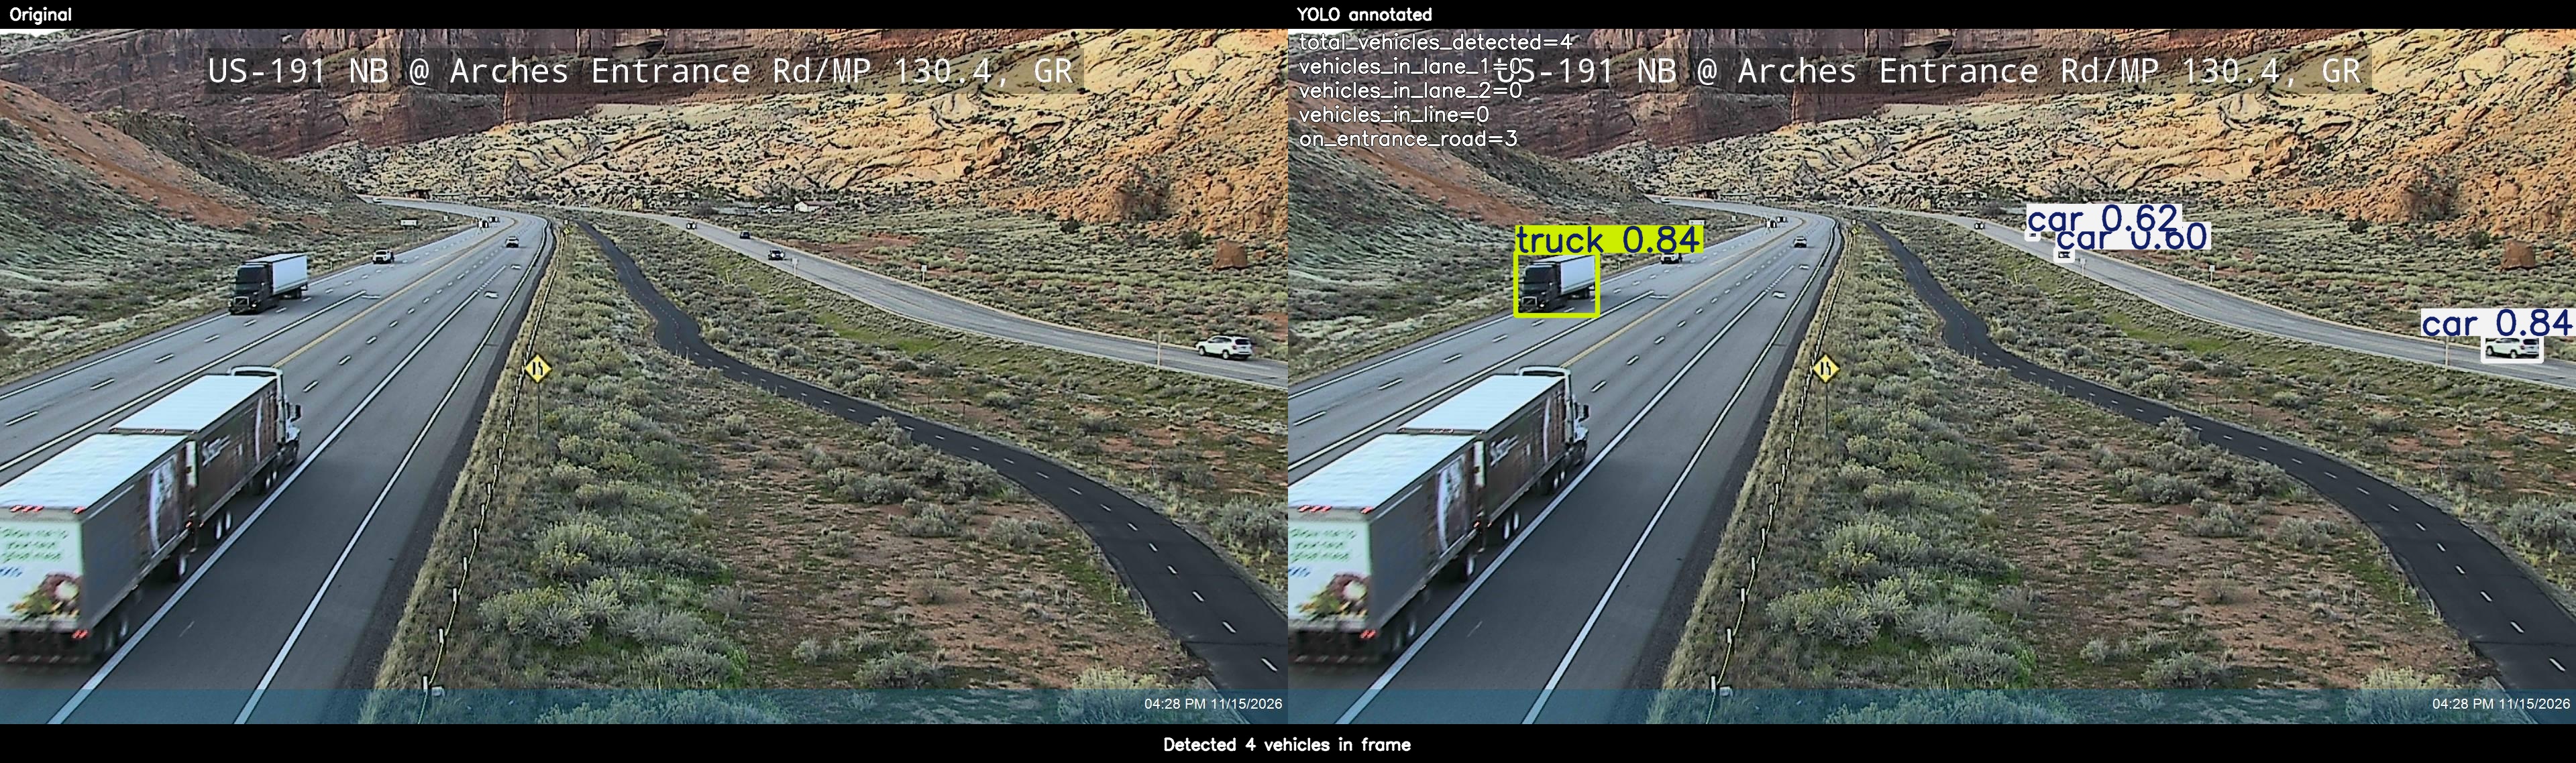 Original
YOLO annotated
US-191 NB @ Arches Entrance Rd/MP 130.4, GR
total_vehicles_detected=4
vehicles_in_lane_1=0
US-191 NB @ Arches Entrance Rd/MP 130.4, GR
vehicles_in_lane_2=0
vehicles_in_line=0
on_entrance_road=3
truck 0.84
car 0.62
car 0.60
car 0.84
04:28 PM 11/15/2026
04:28 PM 11/15/2026
Detected 4 vehicles in frame